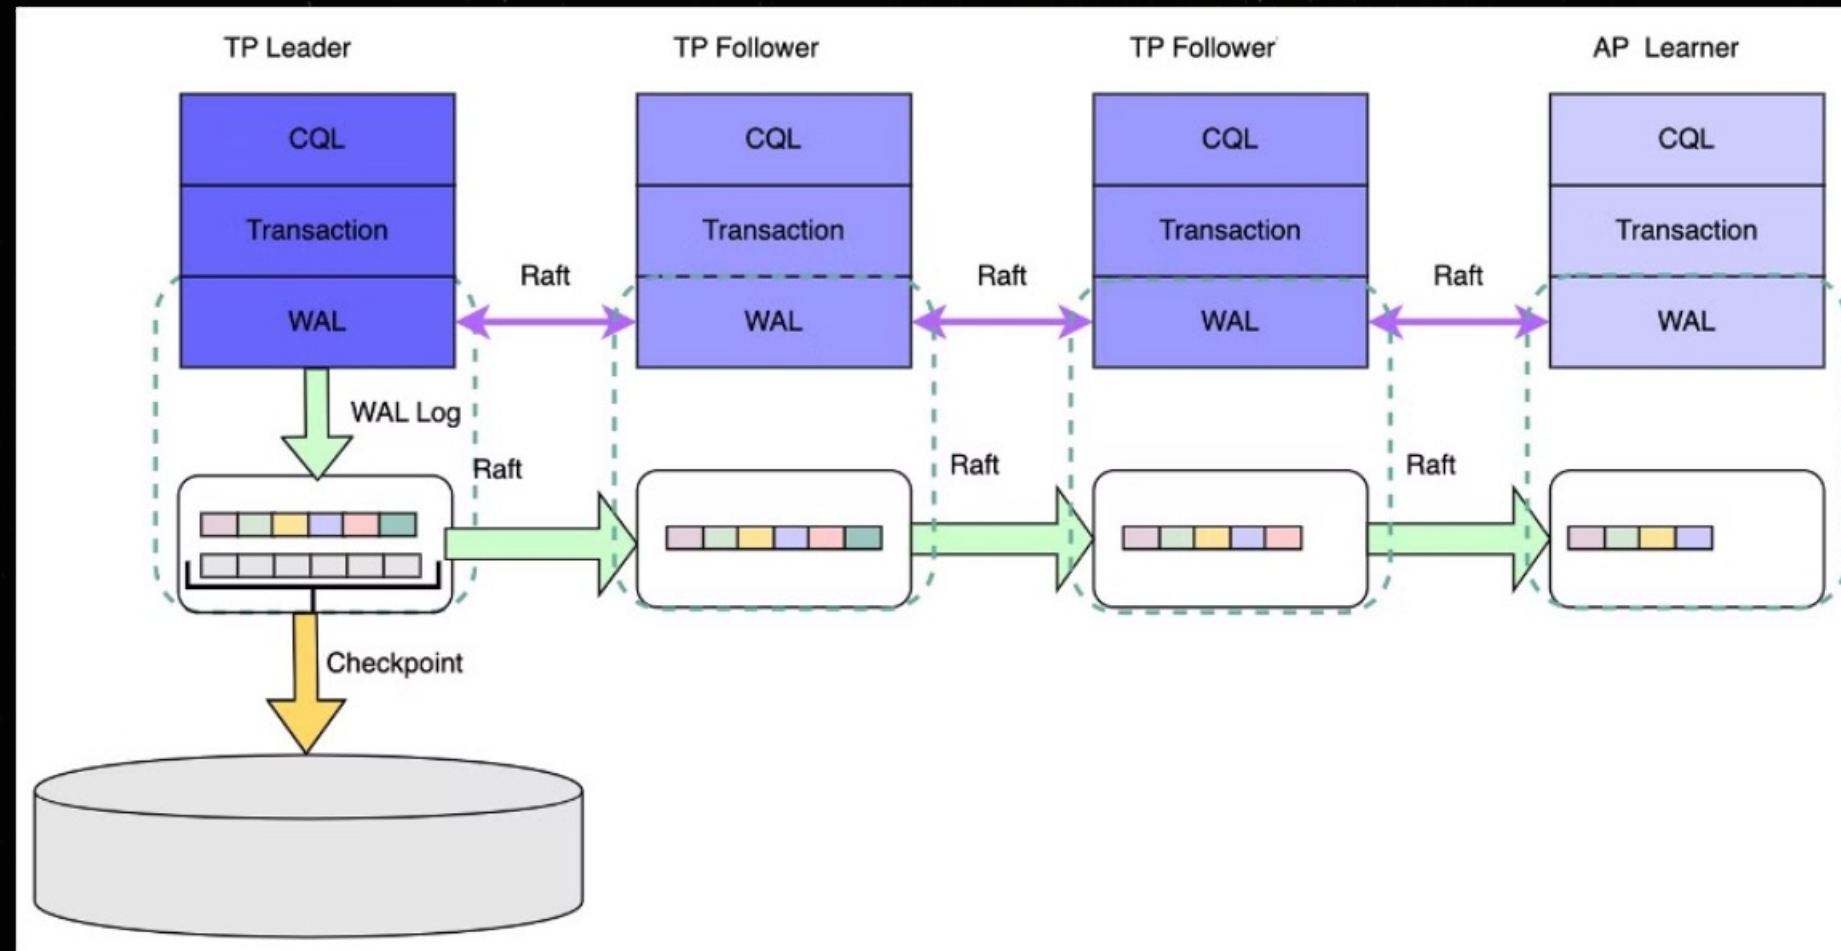 TP Leader
TP Follower
TP Follower
AP Learner
CQL
CQL
CQL
CQL
Transaction
Transaction
Transaction
Transaction
Raft
Raft
Raft
WAL
WAL
WAL
WAL
WAL Log
Raft
Raft
Raft
Checkpoint